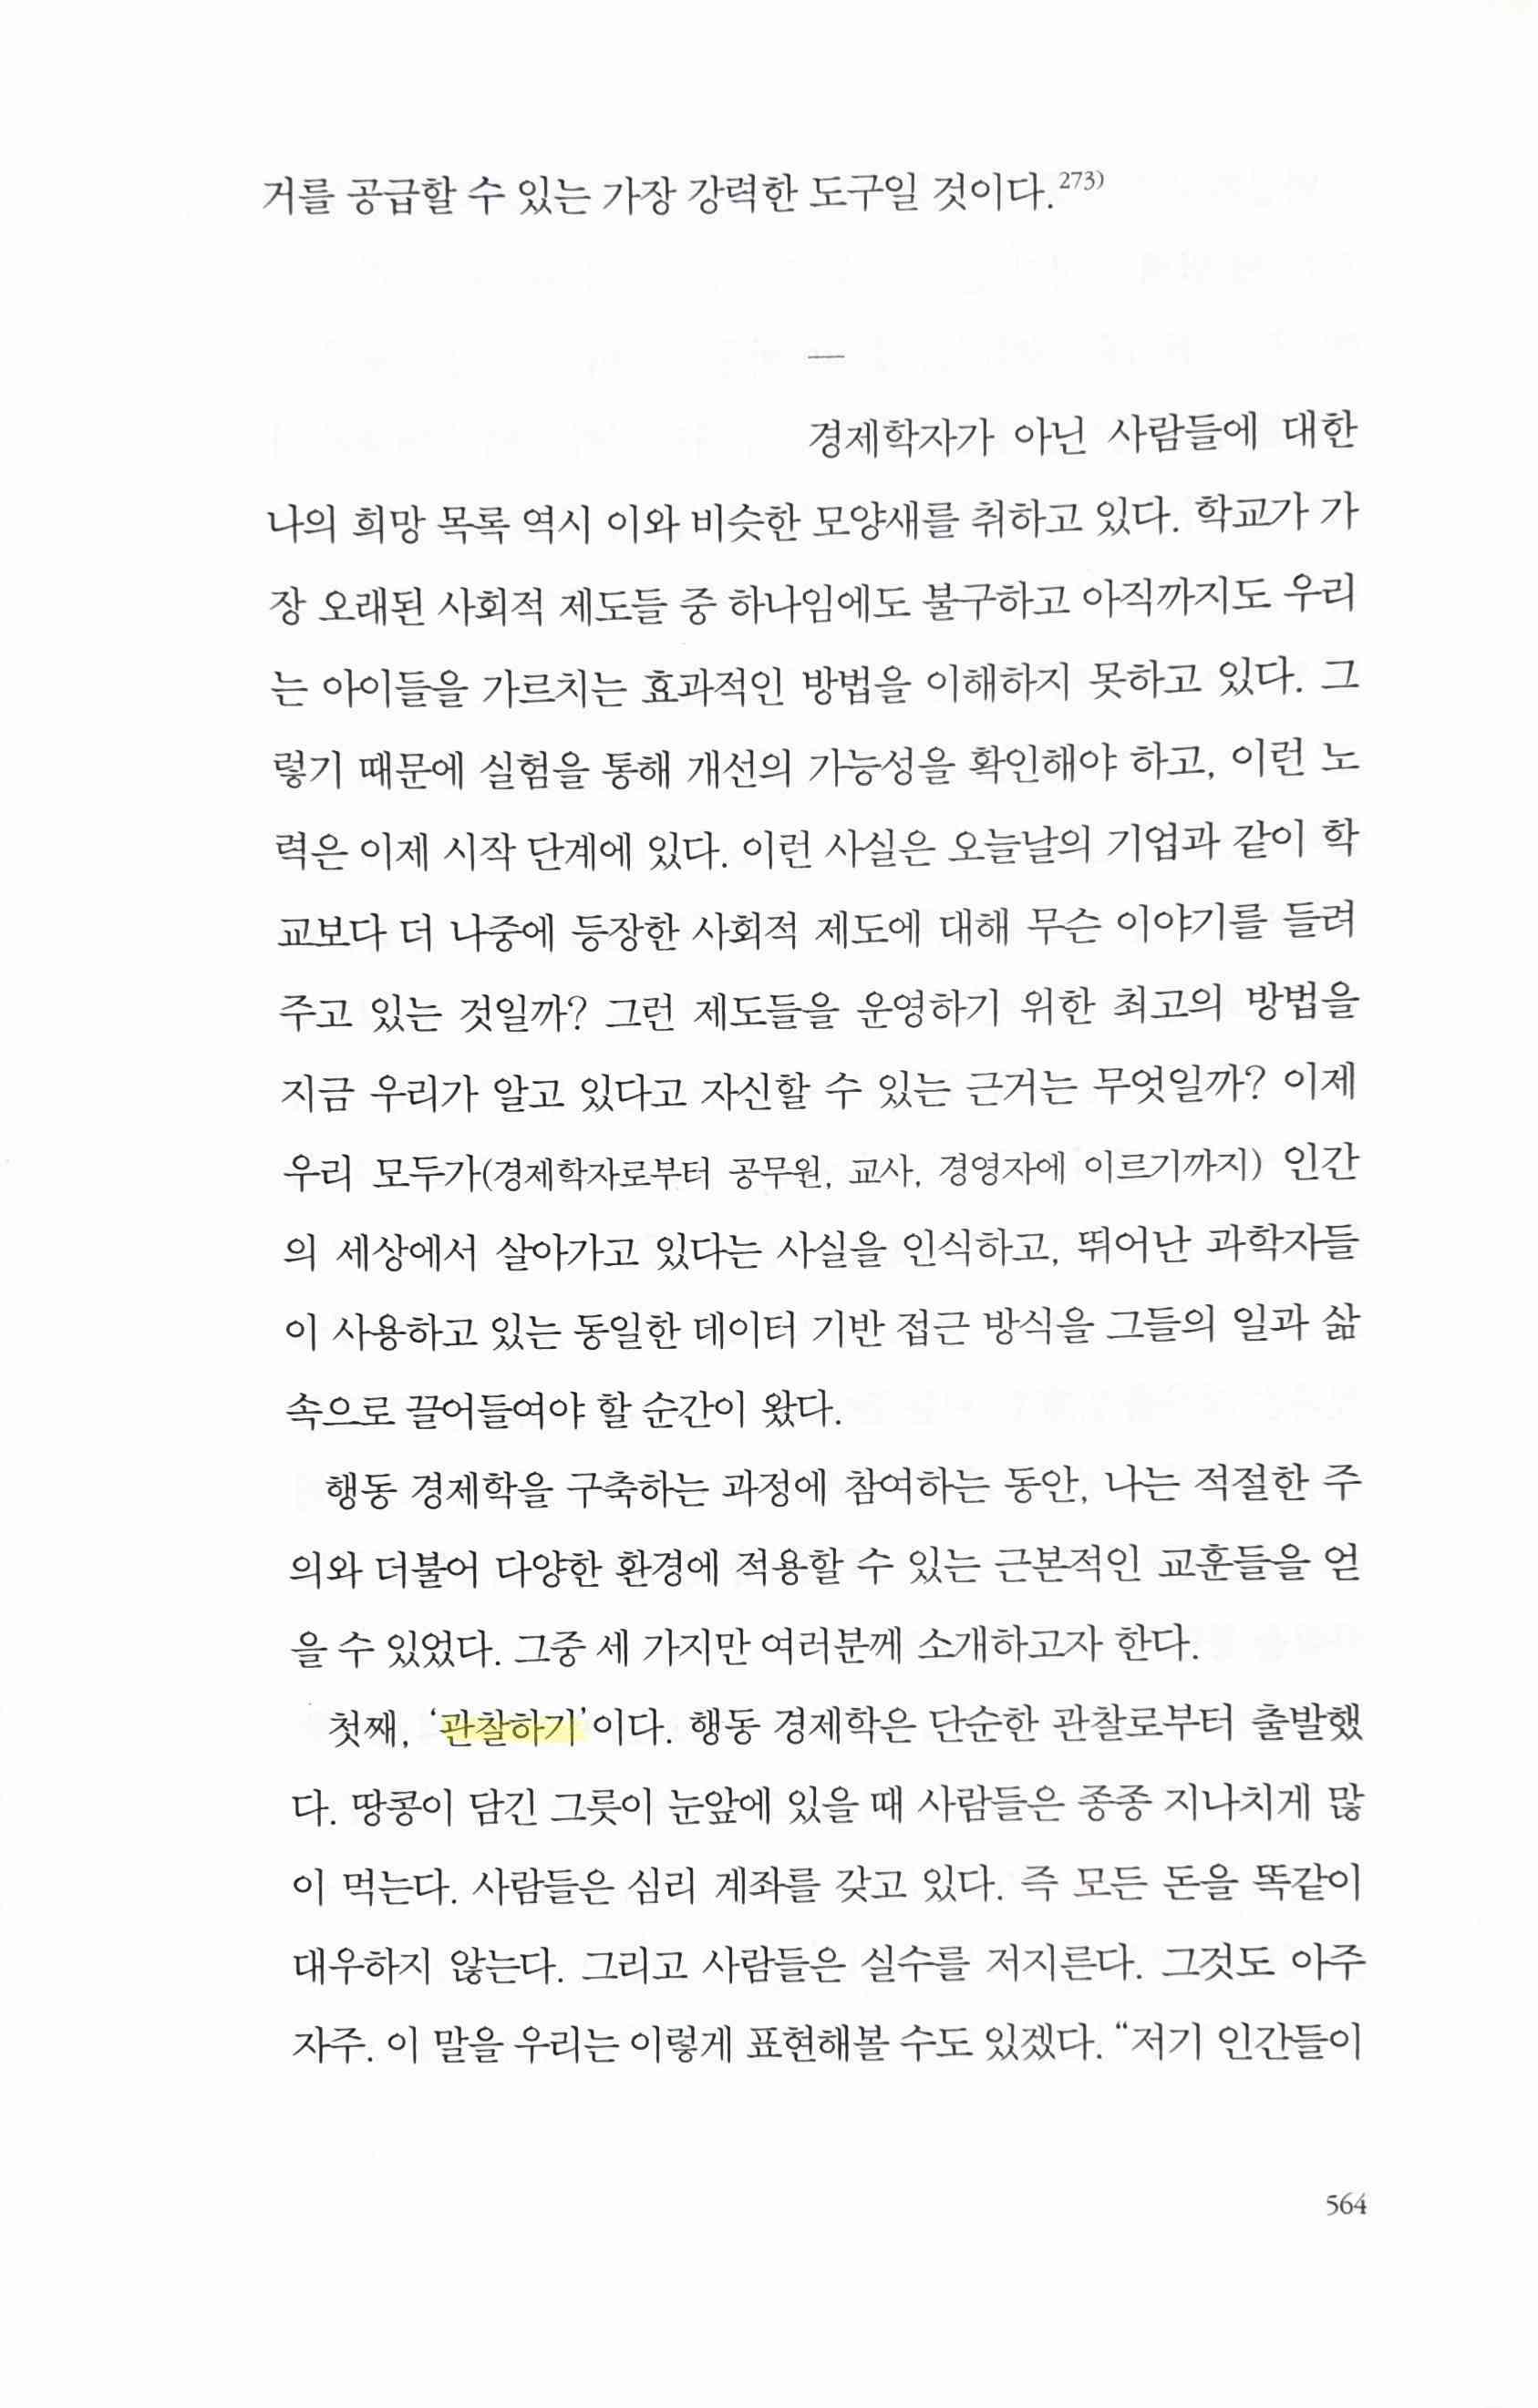 거를 공급할 수 있는 가장 강력한 도구일 것이다.273)
—
경제학자가 아닌 사람들에 대한
나의 희망 목록 역시 이와 비슷한 모양새를 취하고 있다. 학교가 가
장 오래된 사회적 제도들 중 하나임에도 불구하고 아직까지도 우리
는 아이들을 가르치는 효과적인 방법을 이해하지 못하고 있다. 그
렇기 때문에 실험을 통해 개선의 가능성을 확인해야 하고, 이런 노
력은 이제 시작 단계에 있다. 이런 사실은 오늘날의 기업과 같이 학
교보다 더 나중에 등장한 사회적 제도에 대해 무슨 이야기를 들려
주고 있는 것일까? 그런 제도들을 운영하기 위한 최고의 방법을
지금 우리가 알고 있다고 자신할 수 있는 근거는 무엇일까? 이제
우리 모두가(경제학자로부터 공무원, 교사, 경영자에 이르기까지) 인간
의 세상에서 살아가고 있다는 사실을 인식하고, 뛰어난 과학자들
이 사용하고 있는 동일한 데이터 기반 접근 방식을 그들의 일과 삶
속으로 끌어들여야 할 순간이 왔다.
행동 경제학을 구축하는 과정에 참여하는 동안, 나는 적절한 주
의와 더불어 다양한 환경에 적용할 수 있는 근본적인 교훈들을 얻
을 수 있었다. 그중 세 가지만 여러분께 소개하고자 한다.
첫째, ‘관찰하기’이다. 행동 경제학은 단순한 관찰로부터 출발했
다. 땅콩이 담긴 그릇이 눈앞에 있을 때 사람들은 종종 지나치게 많
이 먹는다. 사람들은 심리 계좌를 갖고 있다. 즉 모든 돈을 똑같이
대우하지 않는다. 그리고 사람들은 실수를 저지른다. 그것도 아주
자주. 이 말을 우리는 이렇게 표현해볼 수도 있겠다. “저기 인간들이
564